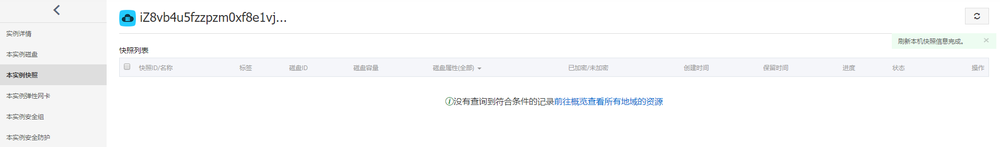 iZ8vb4u5fzzpzm0xf8e1vj...
实例详情
本实例磁盘
本实例快照
本实例弹性网卡
本实例安全组
本实例安全防护
刷新本机快照信息完成。
快照列表
快照ID/名称 标签 磁盘ID 磁盘容量 磁盘属性(全部) 已加密/未加密 创建时间 保留时间 进度 状态 操作
没有查询到符合条件的记录前往概览查看所有地域的资源